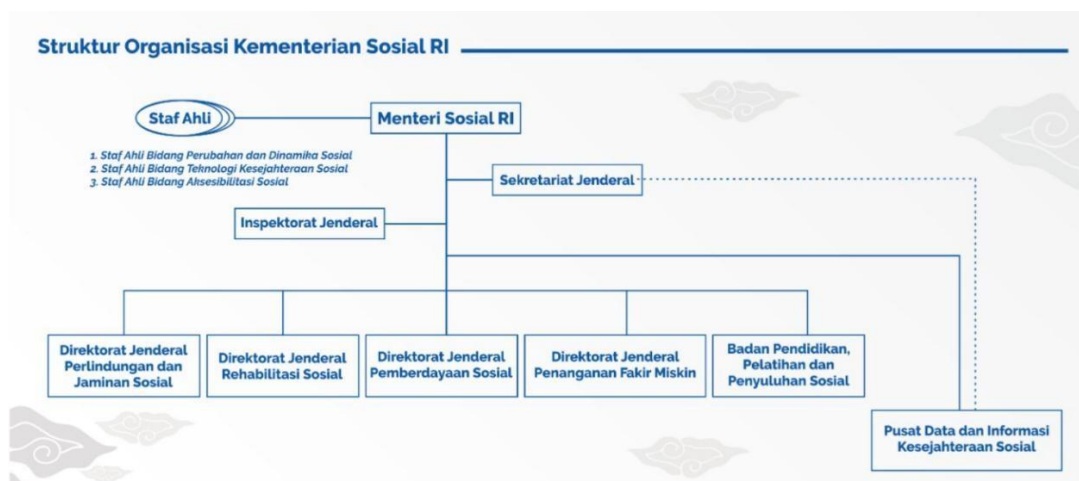 Struktur Organisasi Kementerian Sosial RI
Staf Ahli
Menteri Sosial RI
1. Staf Ahli Bidang Perubahan dan Dinamika Sosial
2. Staf Ahli Bidang Teknologi Kesejahteraan Sosial
3. Staf Ahli Bidang Aksesibilitas Sosial
Sekretariat Jenderal
Inspektorat Jenderal
Direktorat Jenderal
Perlindungan dan
Jaminan Sosial
Direktorat Jenderal
Rehabilitasi Sosial
Direktorat Jenderal
Pemberdayaan Sosial
Direktorat Jenderal
Penanganan Fakir Miskin
Badan Pendidikan,
Pelatihan dan
Penyuluhan Sosial
Pusat Data dan Informasi
Kesejahteraan Sosial